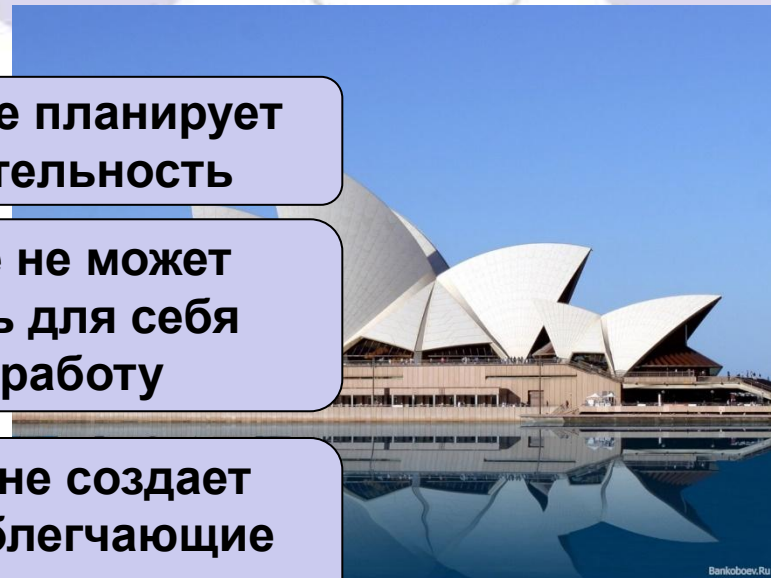 е планирует
тельность
не может
ь для себя
работу
не создает
блегчающие
Bankoboev.Ru